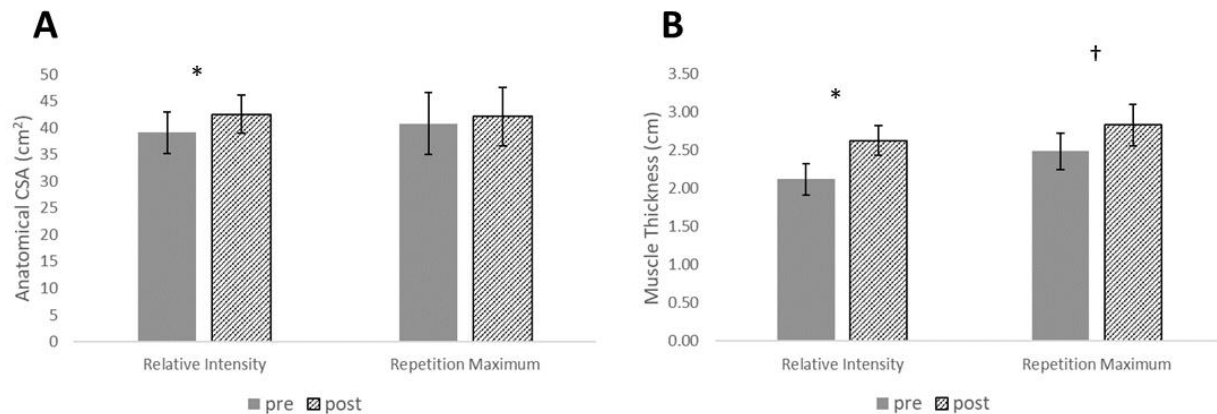 A
*
50
45
40
35
30
25
20
15
10
5
0
Anatomical CSA (cm²)
Relative Intensity
Repetition Maximum
pre
post
B
†
*
3.50
3.00
2.50
2.00
1.50
1.00
0.50
0.00
Muscle Thickness (cm)
Relative Intensity
Repetition Maximum
pre
post